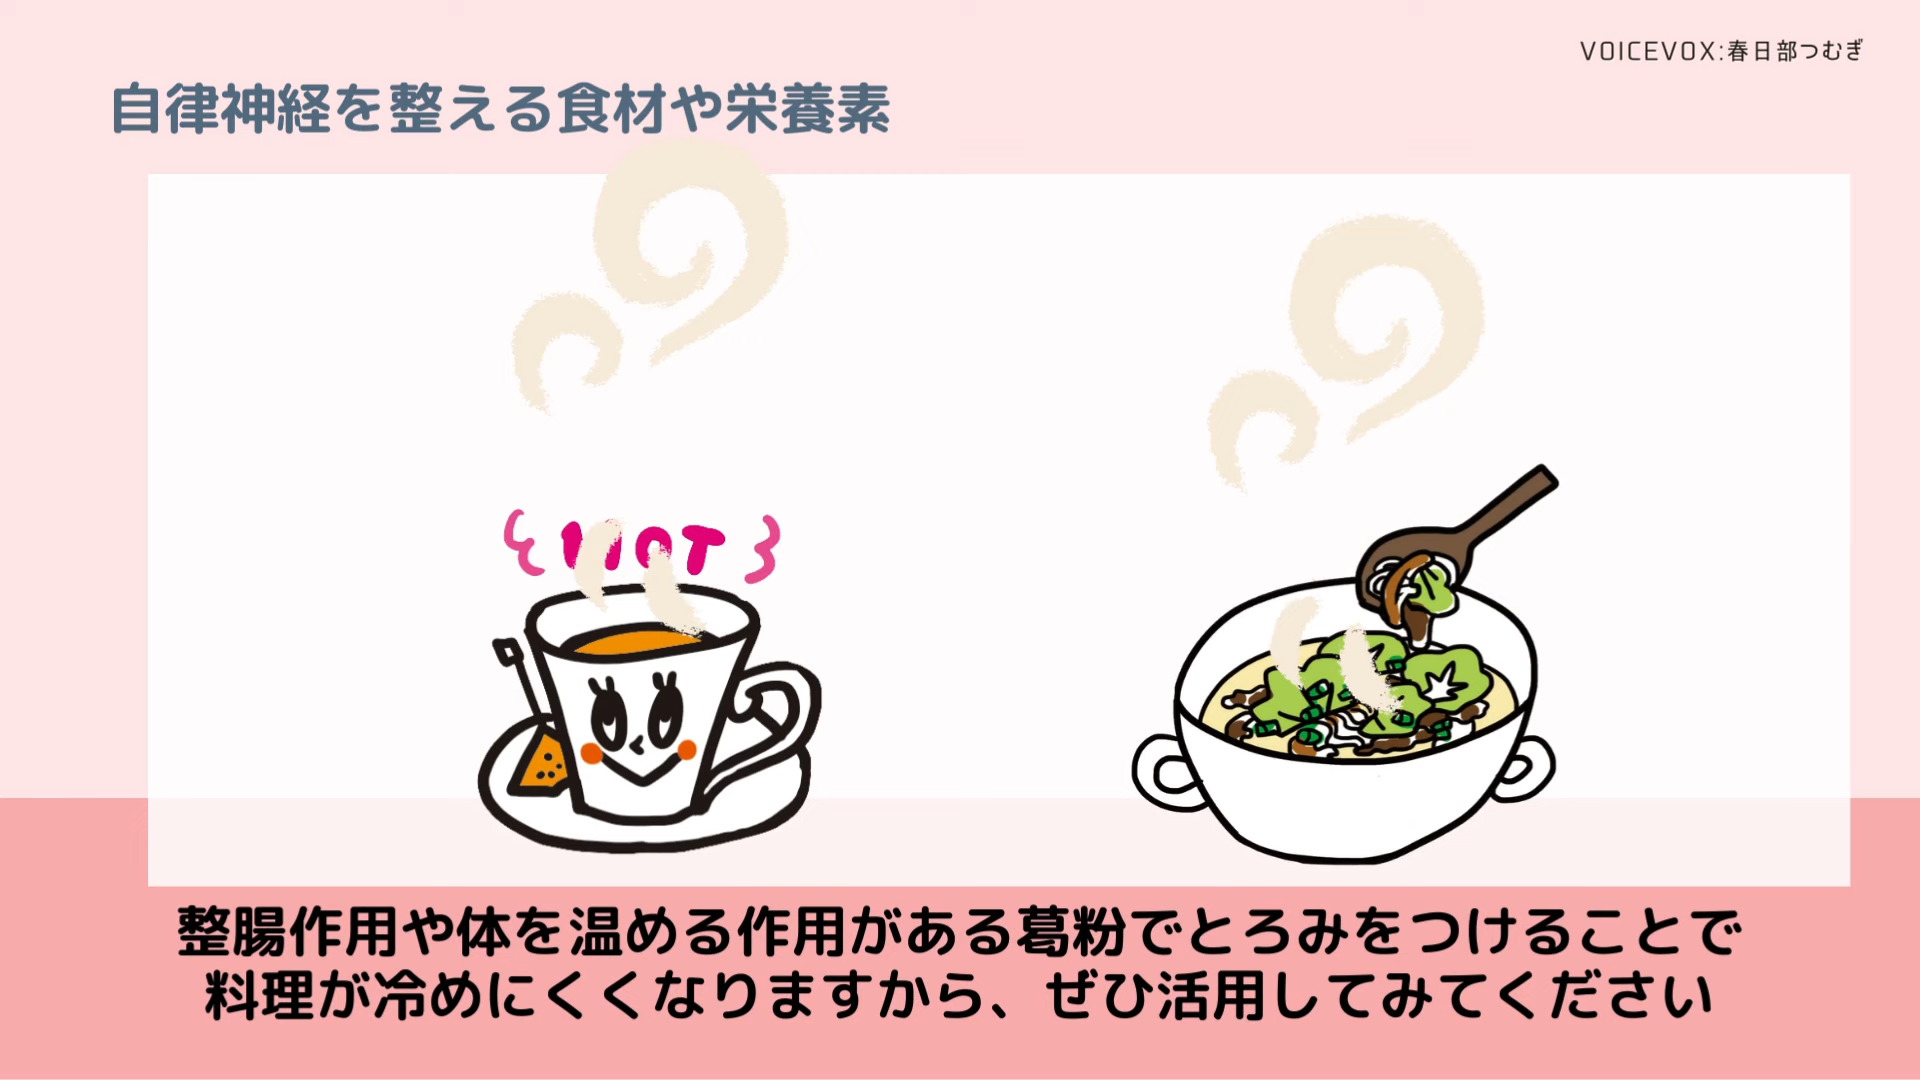 VOICEVOX:春日部つむぎ
自律神経を整える食材や栄養素
HOT
整腸作用や体を温める作用がある葛粉でとろみをつけることで
料理が冷めにくくなりますから、ぜひ活用してみてください